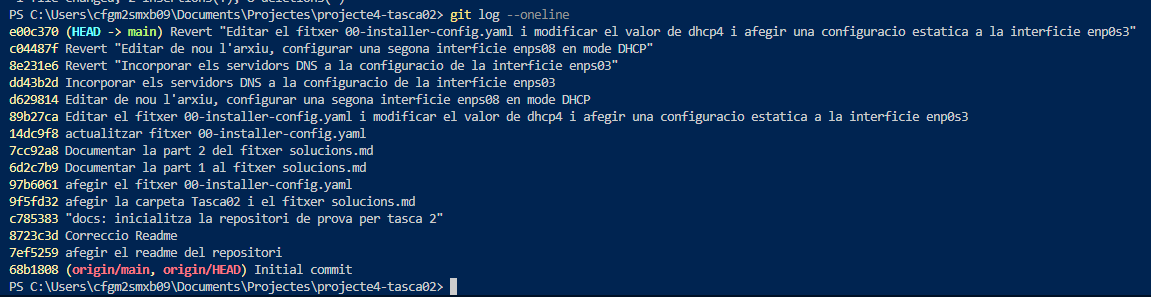 PS C:\Users\cfgm2smxb09\Documents\Projectes\projecte4-tasca02> git log --oneline
e00c370 (HEAD -> main) Revert "Editar el fitxer 00-installer-config.yaml i modificar el valor de dhcp4 i afegir una configuracio estatica a la interficie enp0s3"
c04487f Revert "Editar de nou l'arxiu, configurar una segona interficie enps08 en mode DHCP"
8e231e6 Revert "Incorporar els servidors DNS a la configuracio de la interficie enps03"
dd43b2d Incorporar els servidors DNS a la configuracio de la interficie enps03
d629814 Editar de nou l'arxiu, configurar una segona interficie enps08 en mode DHCP
89b27ca Editar el fitxer 00-installer-config.yaml i modificar el valor de dhcp4 i afegir una configuracio estatica a la interficie enp0s3
14dc9f8 actualitzar fitxer 00-installer-config.yaml
7cc92a8 Documentar la part 2 del fitxer solucions.md
6d2c7b9 Documentar la part 1 al fitxer solucions.md
97b6061 afegir el fitxer 00-installer-config.yaml
9f5fd32 afegir la carpeta Tasca02 i el fitxer solucions.md
c785383 "docs: inicialitza la repositori de prova per tasca 2"
8723c3d Correccio Readme
7ef5259 afegir el readme del repositori
68b1808 (origin/main, origin/HEAD) Initial commit
PS C:\Users\cfgm2smxb09\Documents\Projectes\projecte4-tasca02>